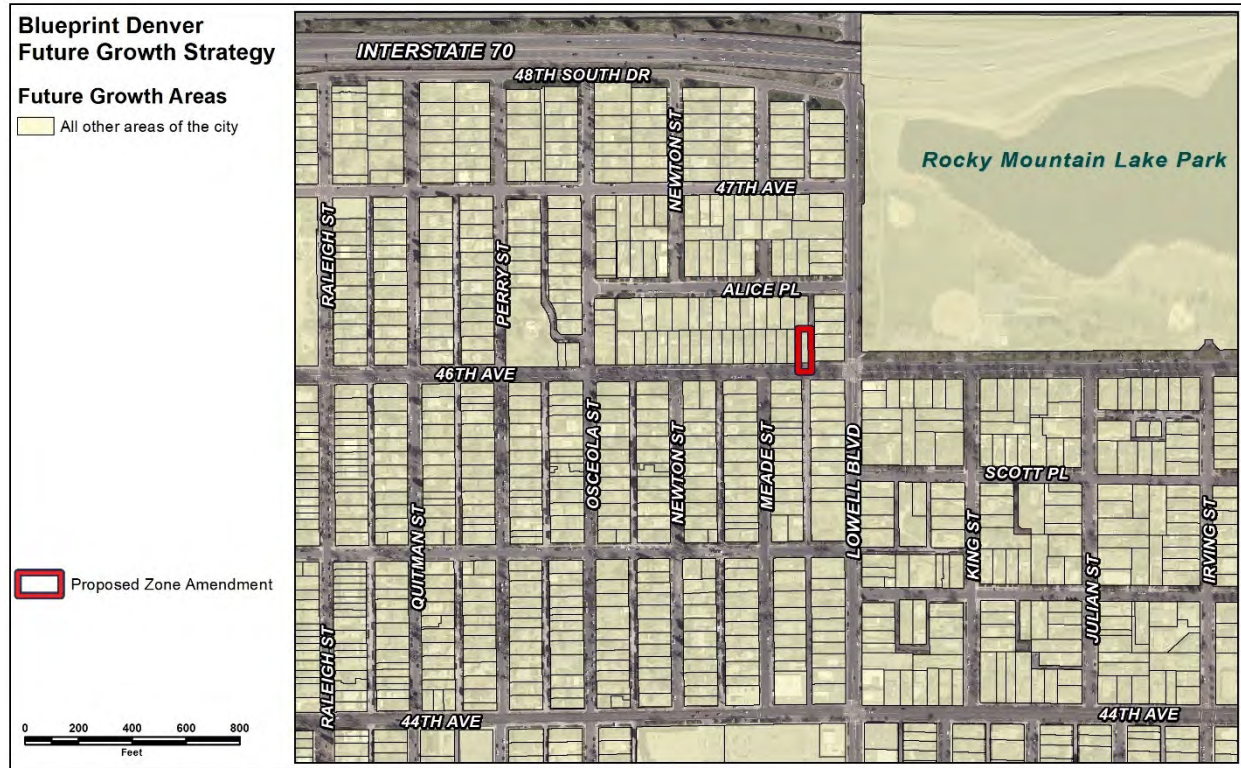 Blueprint Denver
Future Growth Strategy
Future Growth Areas
All other areas of the city
Proposed Zone Amendment
0 200 400 600 800
Feet
INTERSTATE 70
48TH SOUTH DR
NEWTON ST
Rocky Mountain Lake Park
47TH AVE
RALEIGH ST
PERRY ST
ALICE PL
46TH AVE
OSCEOLA ST
NEWTON ST
MEADE ST
LOWELL BLVD
SCOTT PL
QUITMAN ST
KING ST
JULIAN ST
IRVING ST
RALEIGH ST
44TH AVE
44TH AVE